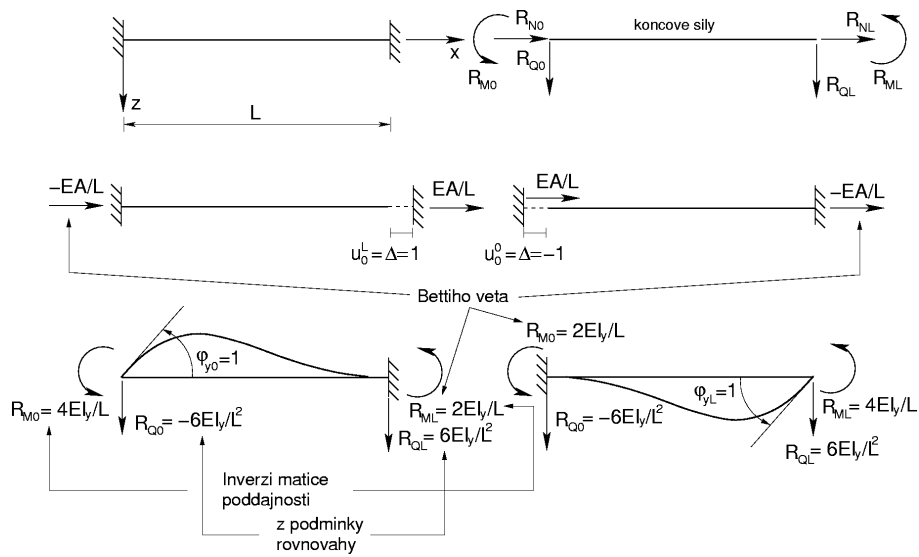 x
z
L
R_N0
R_Q0
R_M0
koncove sily
R_NL
R_QL
R_ML
−EA/L
EA/L
u_0^L=Δ=1
EA/L
−EA/L
u_0^0=Δ=−1
Bettiho veta
φ_y0=1
R_M0= 4EI_y/L
R_Q0= −6EI_y/L²
R_ML= 2EI_y/L
R_QL= 6EI_y/L²
R_M0= 2EI_y/L
R_Q0= −6EI_y/L²
φ_yL=1
R_ML= 4EI_y/L
R_QL= 6EI_y/L²
Inverzi matice
poddajnosti
z podminky
rovnovahy